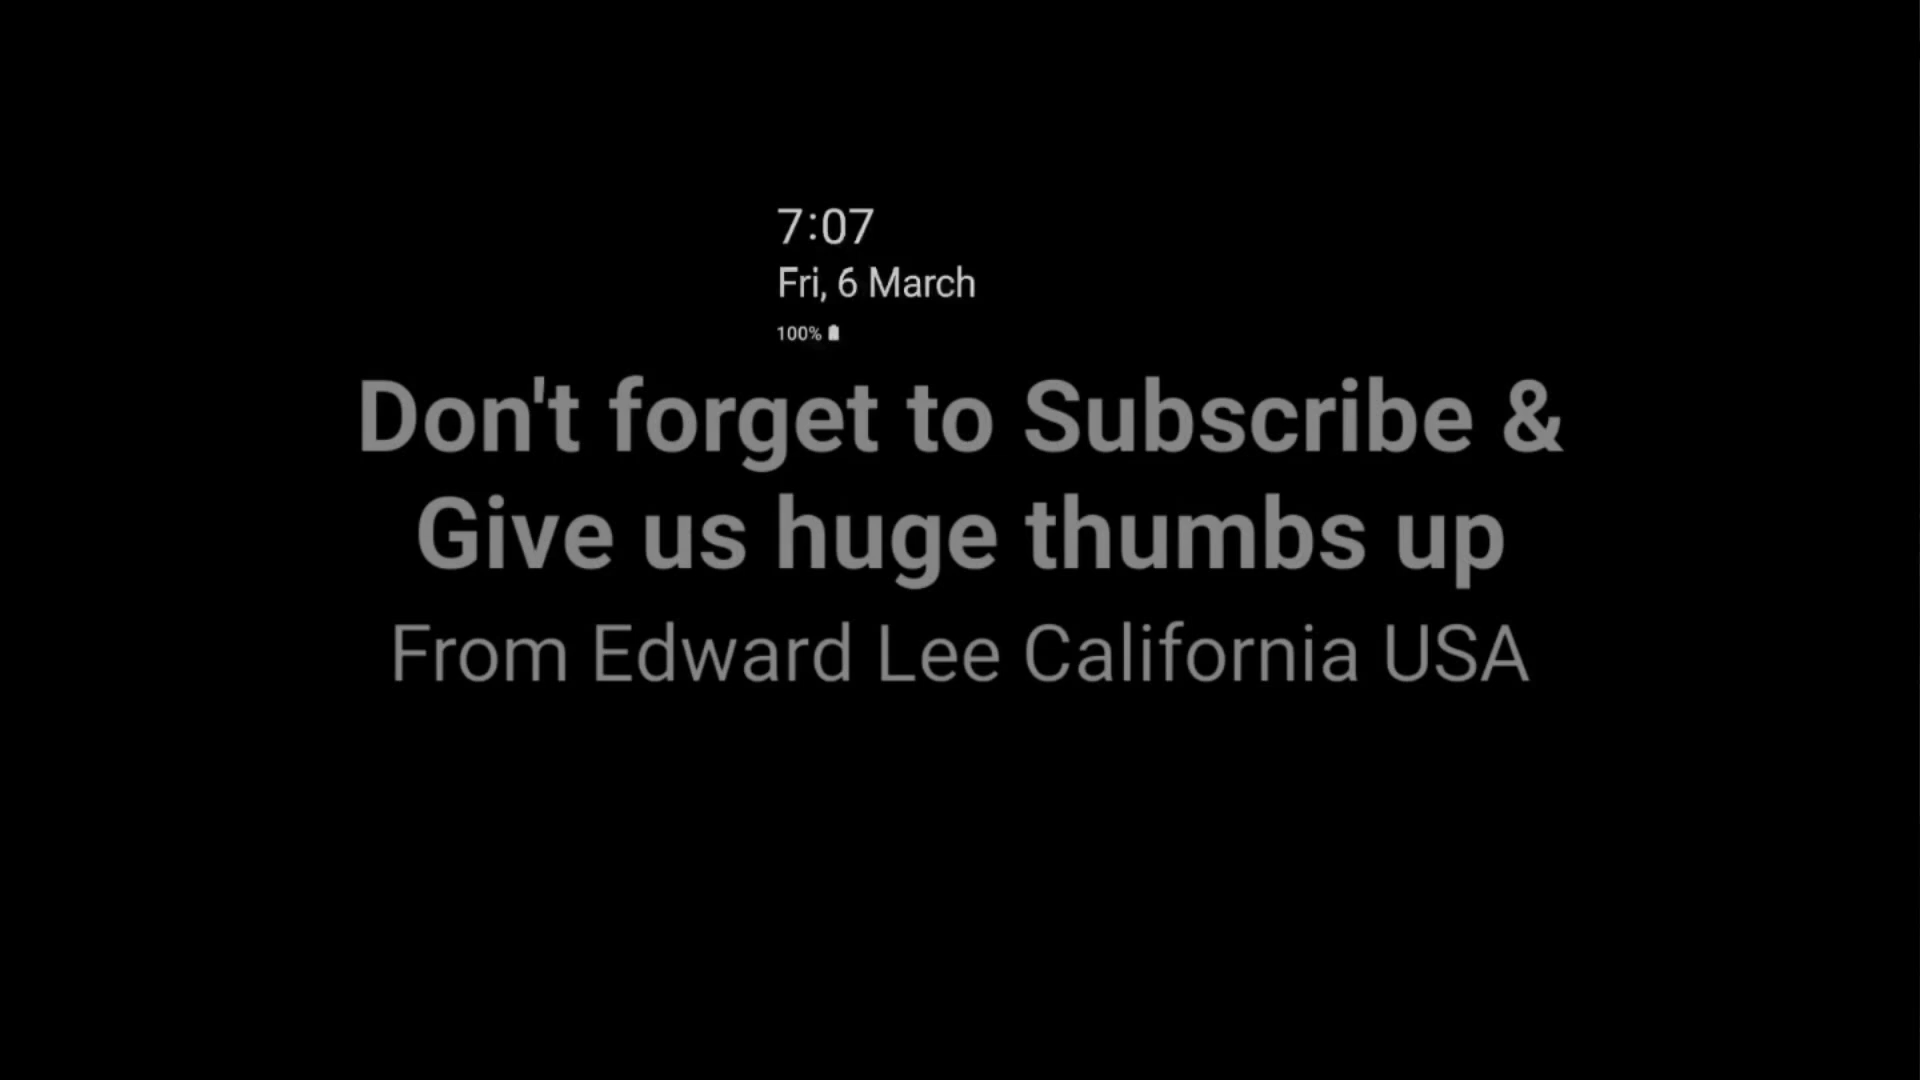 7:07
Fri, 6 March
100%
Don't forget to Subscribe &
Give us huge thumbs up
From Edward Lee California USA